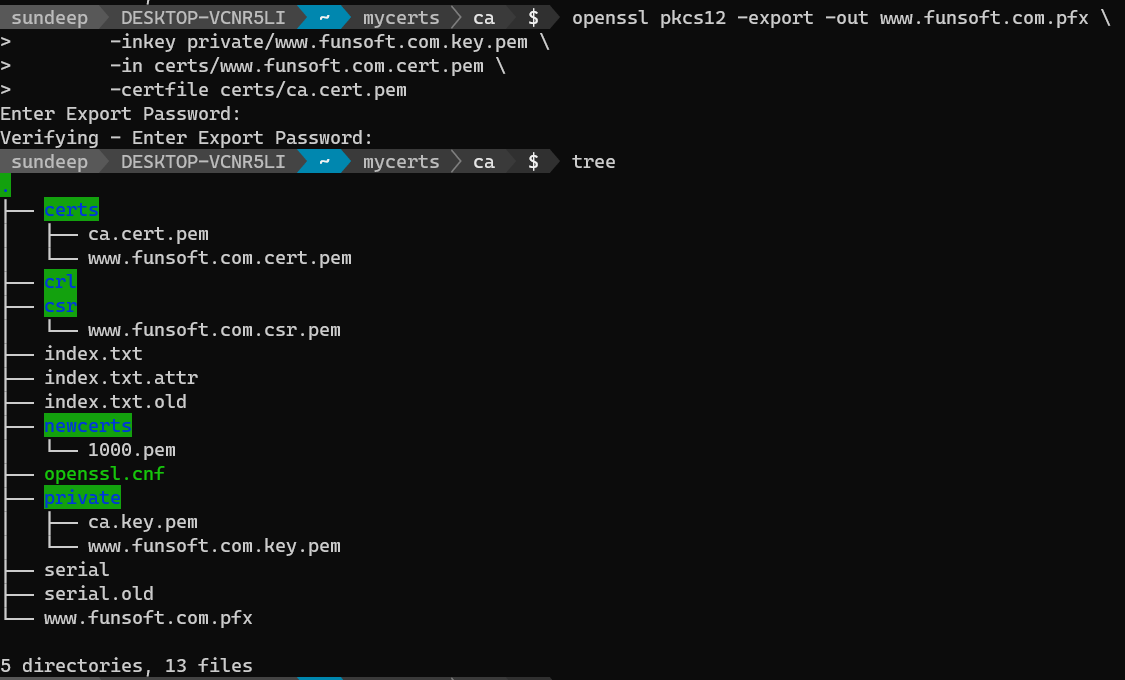 sundeep DESKTOP-VCNR5LI ~ mycerts ca $ openssl pkcs12 -export -out www.funsoft.com.pfx \
> -inkey private/www.funsoft.com.key.pem \
> -in certs/www.funsoft.com.cert.pem \
> -certfile certs/ca.cert.pem
Enter Export Password:
Verifying - Enter Export Password:
sundeep DESKTOP-VCNR5LI ~ mycerts ca $ tree
.
├── certs
│   ├── ca.cert.pem
│   └── www.funsoft.com.cert.pem
├── crl
├── csr
│   └── www.funsoft.com.csr.pem
├── index.txt
├── index.txt.attr
├── index.txt.old
├── newcerts
│   └── 1000.pem
├── openssl.cnf
├── private
│   ├── ca.key.pem
│   └── www.funsoft.com.key.pem
├── serial
├── serial.old
└── www.funsoft.com.pfx
5 directories, 13 files